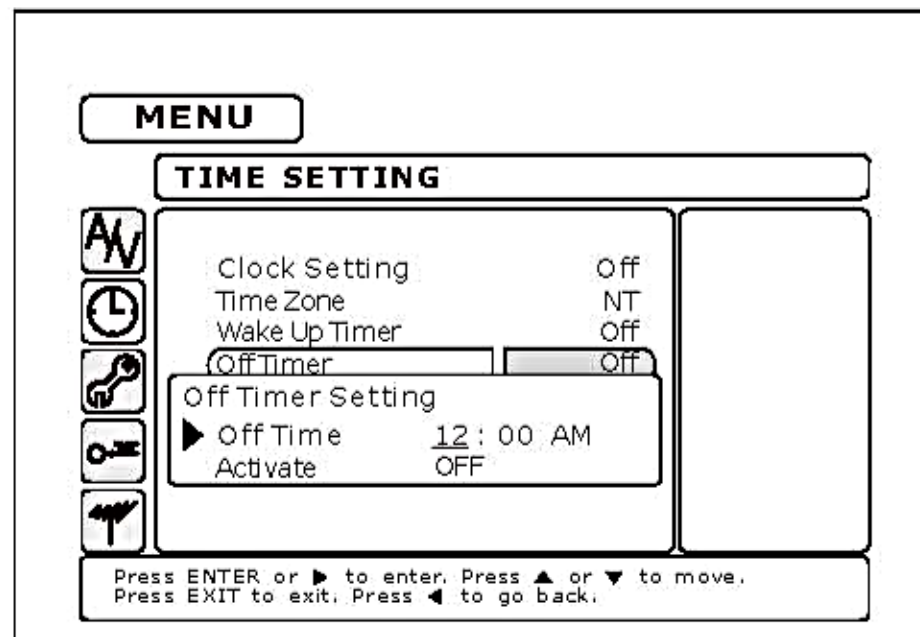 MENU
TIME SETTING
Clock Setting Off
Time Zone NT
Wake Up Timer Off
Off Timer Off
Off Timer Setting
▶ Off Time 12 : 00 AM
Activate OFF
Press ENTER or ▶ to enter. Press ▲ or ▼ to move.
Press EXIT to exit. Press ◀ to go back.